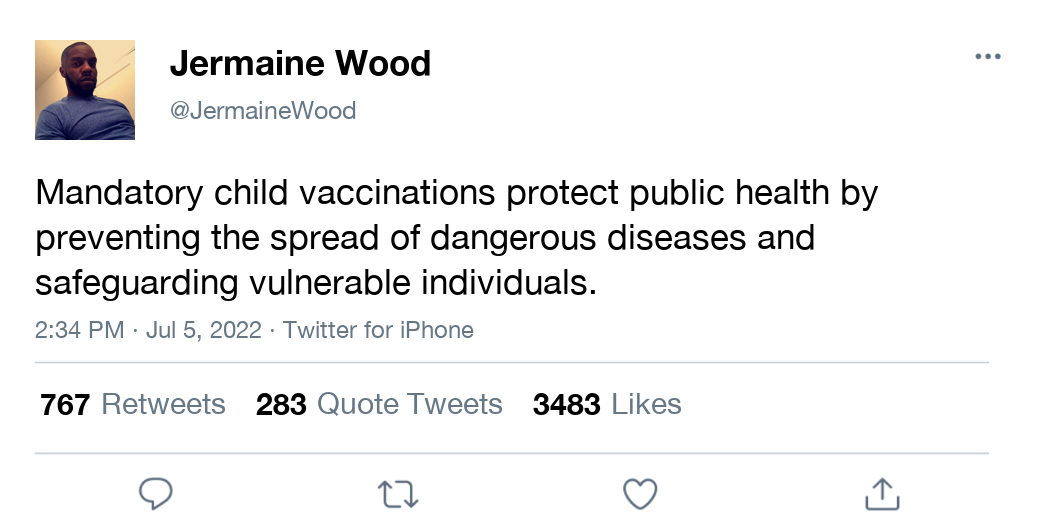 Jermaine Wood
@JermaineWood
Mandatory child vaccinations protect public health by
preventing the spread of dangerous diseases and
safeguarding vulnerable individuals.
2:34 PM · Jul 5, 2022 · Twitter for iPhone
767 Retweets 283 Quote Tweets 3483 Likes